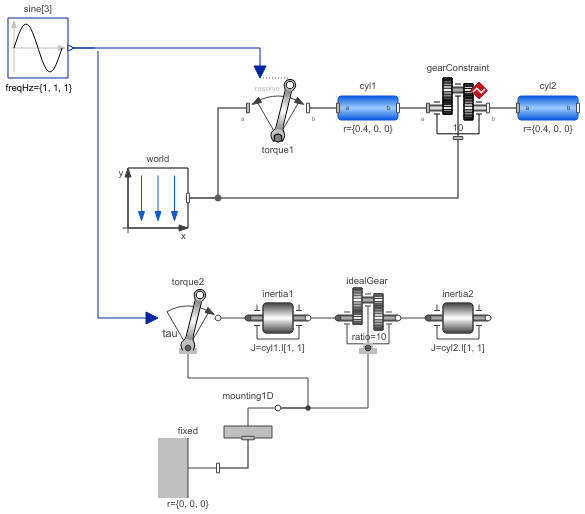 sine[3]
freqHz={1, 1, 1}
resolve
a
b
torque1
cyl1
a
b
r={0.4, 0, 0}
gearConstraint
10
a
b
cyl2
a
b
r={0.4, 0, 0}
world
y
x
torque2
tau
inertia1
J=cyl1.I[1, 1]
idealGear
ratio=10
inertia2
J=cyl2.I[1, 1]
mounting1D
fixed
r={0, 0, 0}